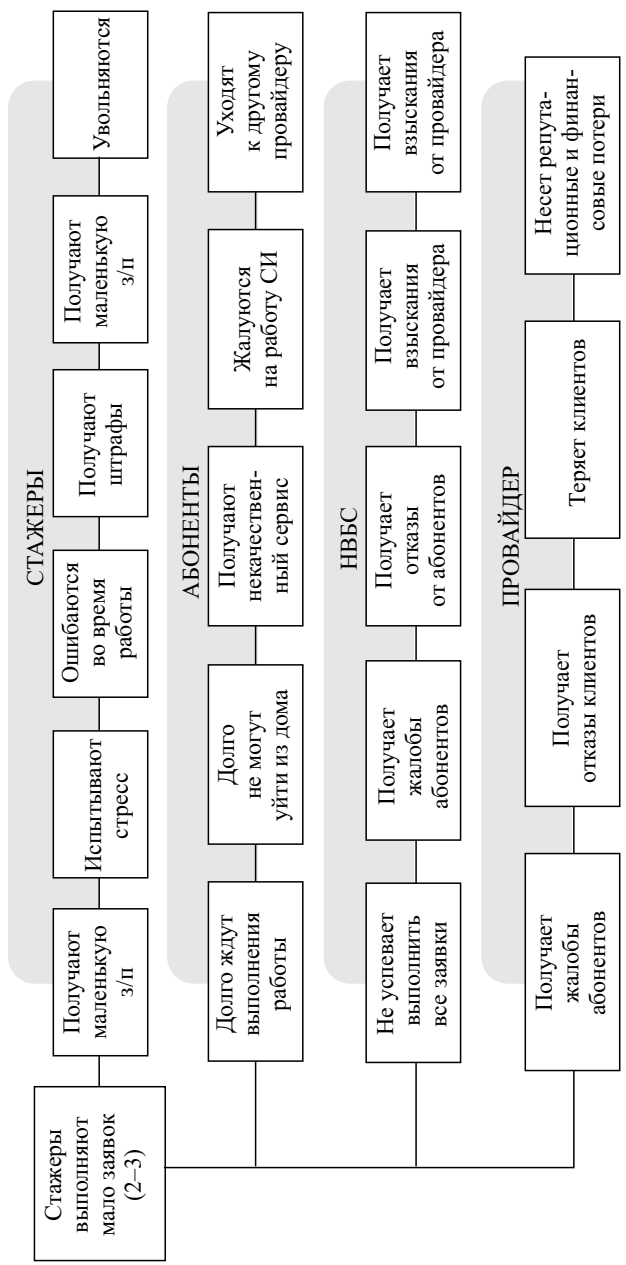 Стажеры
выполняют
мало заявок
(2–3)
СТАЖЕРЫ
Получают
маленькую
з/п
Испытывают
стресс
Ошибаются
во время
работы
Получают
штрафы
Получают
маленькую
з/п
Увольняются
АБОНЕНТЫ
Долго ждут
выполнения
работы
Долго
не могут
уйти из дома
Получают
некачествен-
ный сервис
Жалуются
на работу СИ
Уходят
к другому
провайдеру
НВБС
Не успевает
выполнить
все заявки
Получает
жалобы
абонентов
Получает
отказы
от абонентов
Получает
взыскания
от провайдера
Получает
взыскания
от провайдера
ПРОВАЙДЕР
Получает
жалобы
абонентов
Получает
отказы клиентов
Теряет клиентов
Несет репута-
ционные и финан-
совые потери